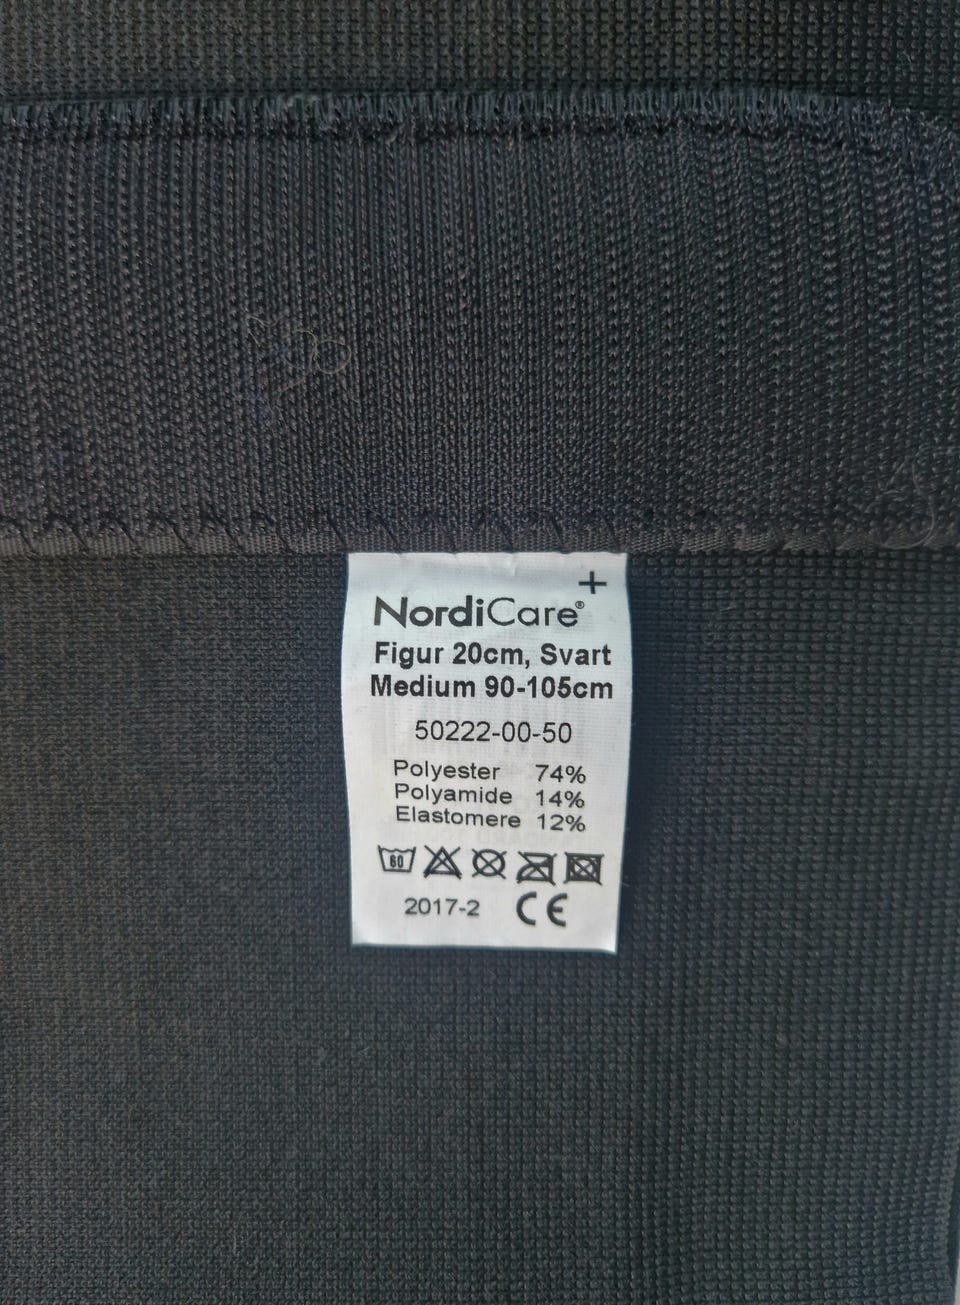 NordiCare®
Figur 20cm, Svart
Medium 90-105cm
50222-00-50
Polyester 74%
Polyamide 14%
Elastomere 12%
60
2017-2 CE